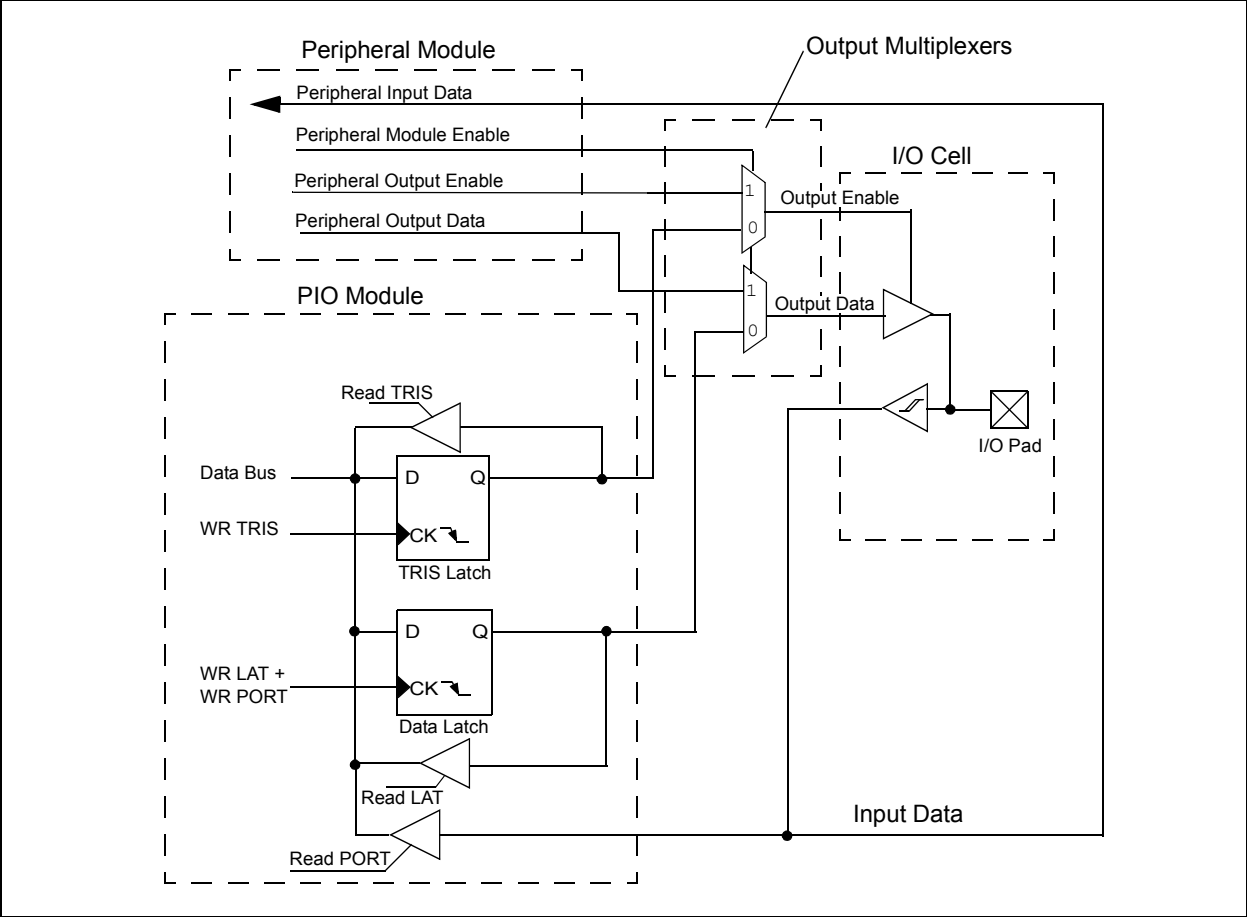 Peripheral Module
Output Multiplexers
Peripheral Input Data
Peripheral Module Enable
Peripheral Output Enable
Peripheral Output Data
1
0
Output Enable
I/O Cell
1
0
Output Data
I/O Pad
PIO Module
Read TRIS
Data Bus
D
Q
WR TRIS
CK
TRIS Latch
D
Q
WR LAT +
WR PORT
CK
Data Latch
Read LAT
Read PORT
Input Data